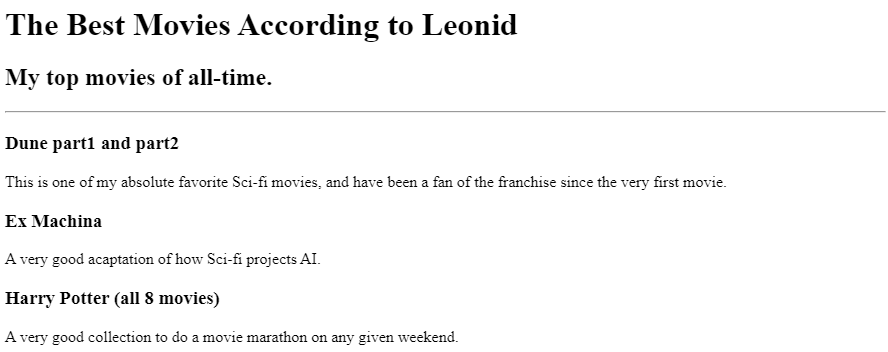 The Best Movies According to Leonid
My top movies of all-time.
Dune part1 and part2
This is one of my absolute favorite Sci-fi movies, and have been a fan of the franchise since the very first movie.
Ex Machina
A very good acaptation of how Sci-fi projects AI.
Harry Potter (all 8 movies)
A very good collection to do a movie marathon on any given weekend.